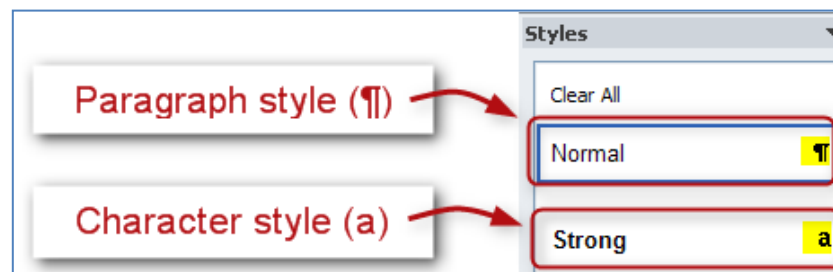 Styles
Paragraph style (¶)
Clear All
Normal ¶
Character style (a)
Strong a